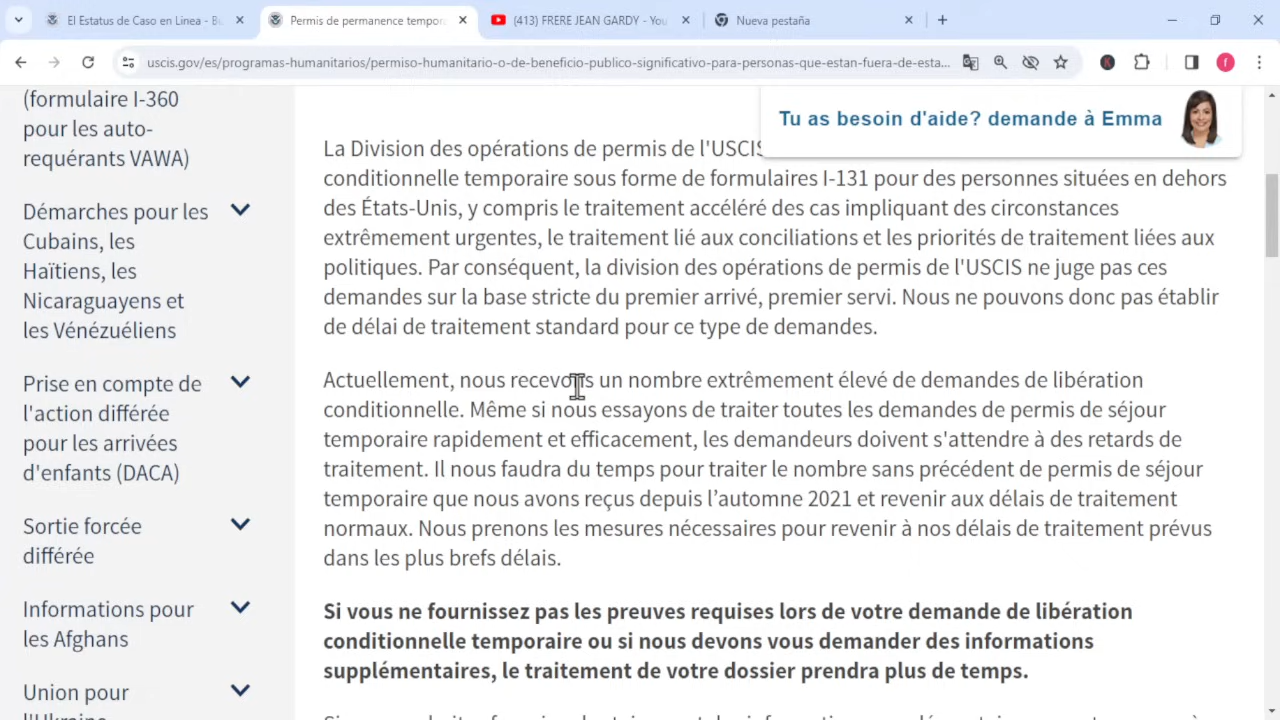 El Estatus de Caso en Linea - Bu
Permis de permanence tempora
(413) FRERE JEAN GARDY - You
Nueva pestaña
uscis.gov/es/programas-humanitarios/permiso-humanitario-o-de-beneficio-publico-significativo-para-personas-que-estan-fuera-de-esta...
f
(formulaire I-360
pour les auto-
requérants VAWA)
Démarches pour les
Cubains, les
Haïtiens, les
Nicaraguayens et
les Vénézuéliens
Prise en compte de
l'action différée
pour les arrivées
d'enfants (DACA)
Sortie forcée
différée
Informations pour
les Afghans
Union pour
l'Ukraine
Tu as besoin d'aide? demande à Emma
La Division des opérations de permis de l'USCIS
conditionnelle temporaire sous forme de formulaires I-131 pour des personnes situées en dehors
des États-Unis, y compris le traitement accéléré des cas impliquant des circonstances
extrêmement urgentes, le traitement lié aux conciliations et les priorités de traitement liées aux
politiques. Par conséquent, la division des opérations de permis de l'USCIS ne juge pas ces
demandes sur la base stricte du premier arrivé, premier servi. Nous ne pouvons donc pas établir
de délai de traitement standard pour ce type de demandes.
Actuellement, nous recevons un nombre extrêmement élevé de demandes de libération
conditionnelle. Même si nous essayons de traiter toutes les demandes de permis de séjour
temporaire rapidement et efficacement, les demandeurs doivent s'attendre à des retards de
traitement. Il nous faudra du temps pour traiter le nombre sans précédent de permis de séjour
temporaire que nous avons reçus depuis l’automne 2021 et revenir aux délais de traitement
normaux. Nous prenons les mesures nécessaires pour revenir à nos délais de traitement prévus
dans les plus brefs délais.
Si vous ne fournissez pas les preuves requises lors de votre demande de libération
conditionnelle temporaire ou si nous devons vous demander des informations
supplémentaires, le traitement de votre dossier prendra plus de temps.